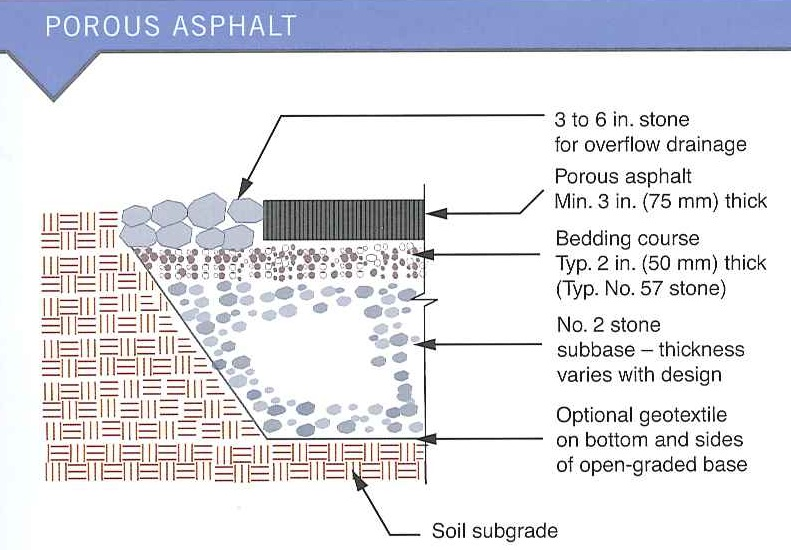 POROUS ASPHALT
3 to 6 in. stone
for overflow drainage
Porous asphalt
Min. 3 in. (75 mm) thick
Bedding course
Typ. 2 in. (50 mm) thick
(Typ. No. 57 stone)
No. 2 stone
subbase – thickness
varies with design
Optional geotextile
on bottom and sides
of open-graded base
Soil subgrade